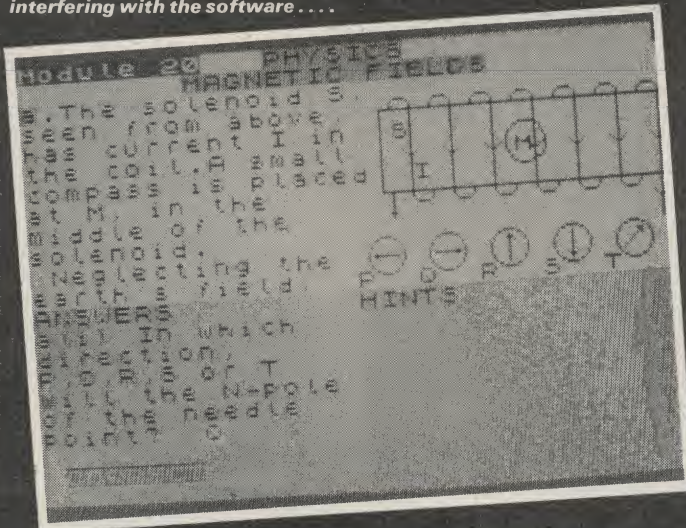 interfering with the software....
Module 20 PHYSICS
MAGNETIC FIELDS
a.The solenoid S,
seen from above,
has current I in
the coil.A small
compass is placed
at M, in the
middle of the
solenoid.
Neglecting the
earth's field,
ANSWERS
a(i) In which
direction,
P,Q,R,S or T
will the N-pole
of the needle
point? Q
S
M
I
P Q R S T
HINTS